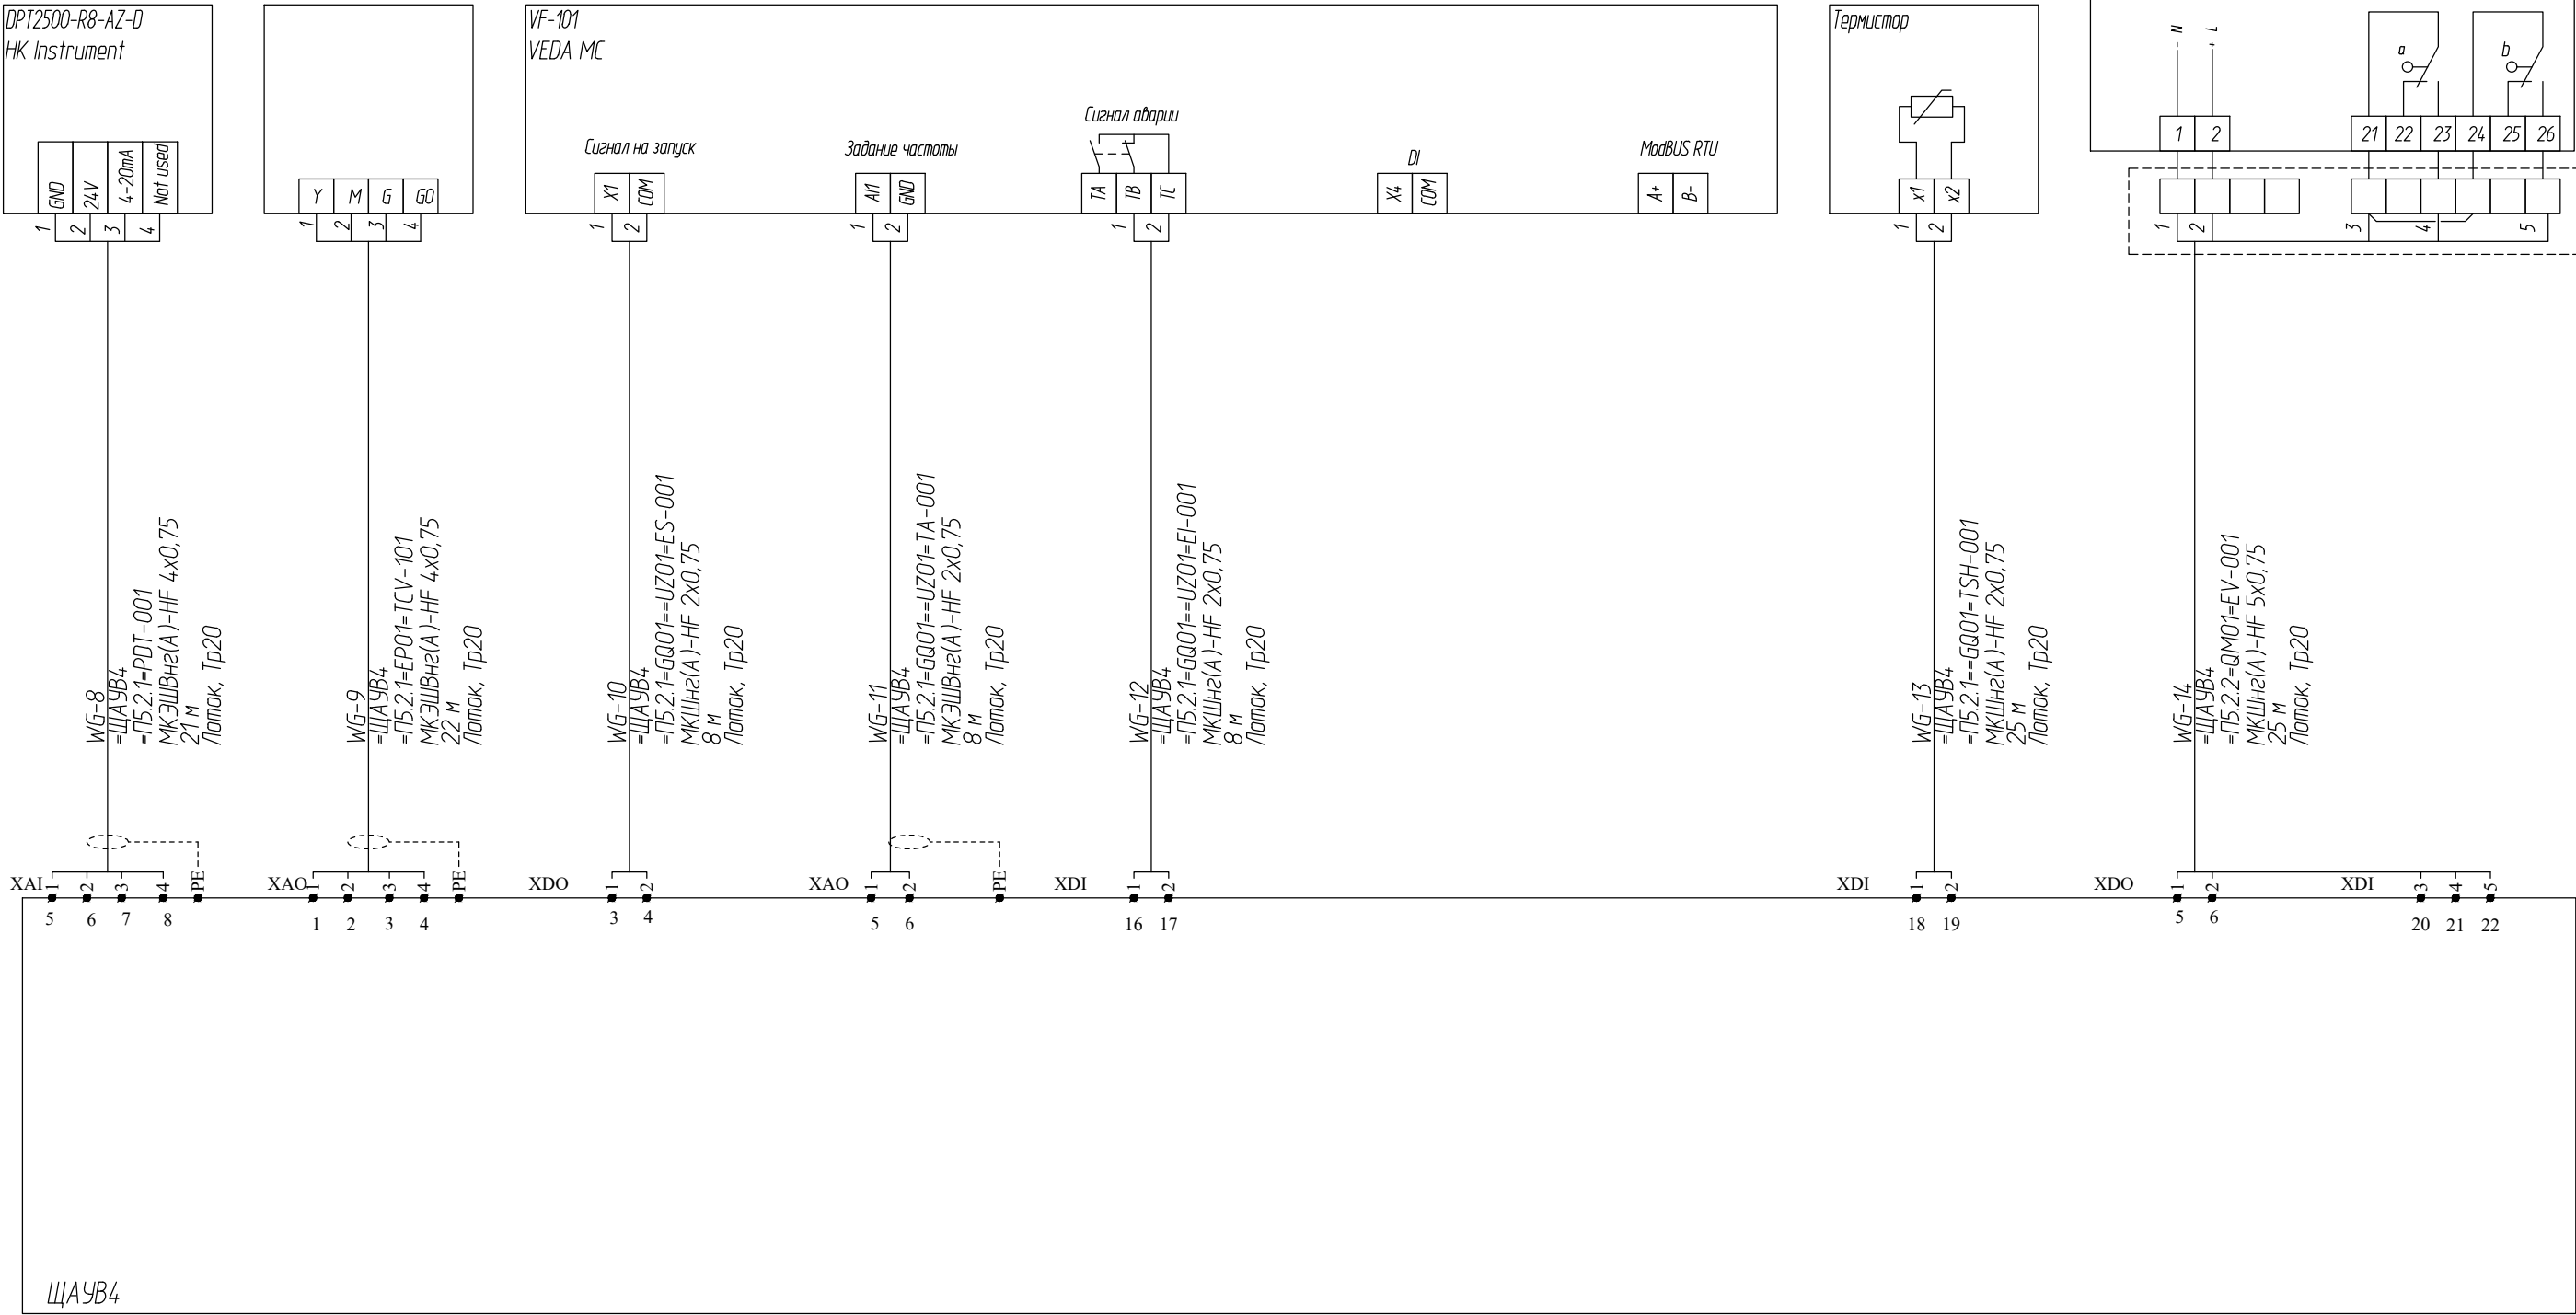 DPT2500-R8-AZ-D
HK Instrument
GND
24V
4-20mA
Not used
1
2
3
4
Y
M
G
G0
1
2
3
4
VF-101
VEDA MC
Сигнал на запуск
X1
COM
1
2
Задание частоты
AI1
GND
1
2
Сигнал аварии
TA
TB
TC
1
2
DI
X4
COM
ModBUS RTU
A+
B-
Термистор
x1
x2
1
2
- N
+ L
a
b
1
2
21
22
23
24
25
26
1
2
3
4
5
WG-8
=ЩАУВ4
=П5.2.1=PDT-001
МКЭШВнг(А)-HF 4х0,75
21 м
Лоток, Тр20
WG-9
=ЩАУВ4
=П5.2.1=EP01=TCV-101
МКЭШВнг(А)-HF 4х0,75
22 м
Лоток, Тр20
WG-10
=ЩАУВ4
=П5.2.1=GQ01==UZ01=ES-001
МКШнг(А)-HF 2х0,75
8 м
Лоток, Тр20
WG-11
=ЩАУВ4
=П5.2.1=GQ01==UZ01=TA-001
МКЭШВнг(А)-HF 2х0,75
8 м
Лоток, Тр20
WG-12
=ЩАУВ4
=П5.2.1=GQ01==UZ01=EI-001
МКШнг(А)-HF 2х0,75
8 м
Лоток, Тр20
WG-13
=ЩАУВ4
=П5.2.1==GQ01=TSH-001
МКШнг(А)-HF 2х0,75
25 м
Лоток, Тр20
WG-14
=ЩАУВ4
=П5.2.2=QM01=EV-001
МКШнг(А)-HF 5х0,75
25 м
Лоток, Тр20
XAI
1
2
3
4
PE
5
6
7
8
XAO
1
2
3
4
PE
1
2
3
4
XDO
1
2
3
4
XAO
1
2
PE
5
6
XDI
1
2
16
17
XDI
1
2
18
19
XDO
1
2
5
6
XDI
3
4
5
20
21
22
ЩАУВ4